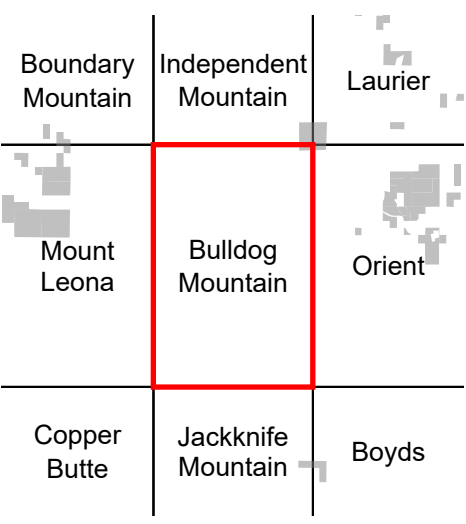 Boundary
Mountain
Independent
Mountain
Laurier
Mount
Leona
Bulldog
Mountain
Orient
Copper
Butte
Jackknife
Mountain
Boyds